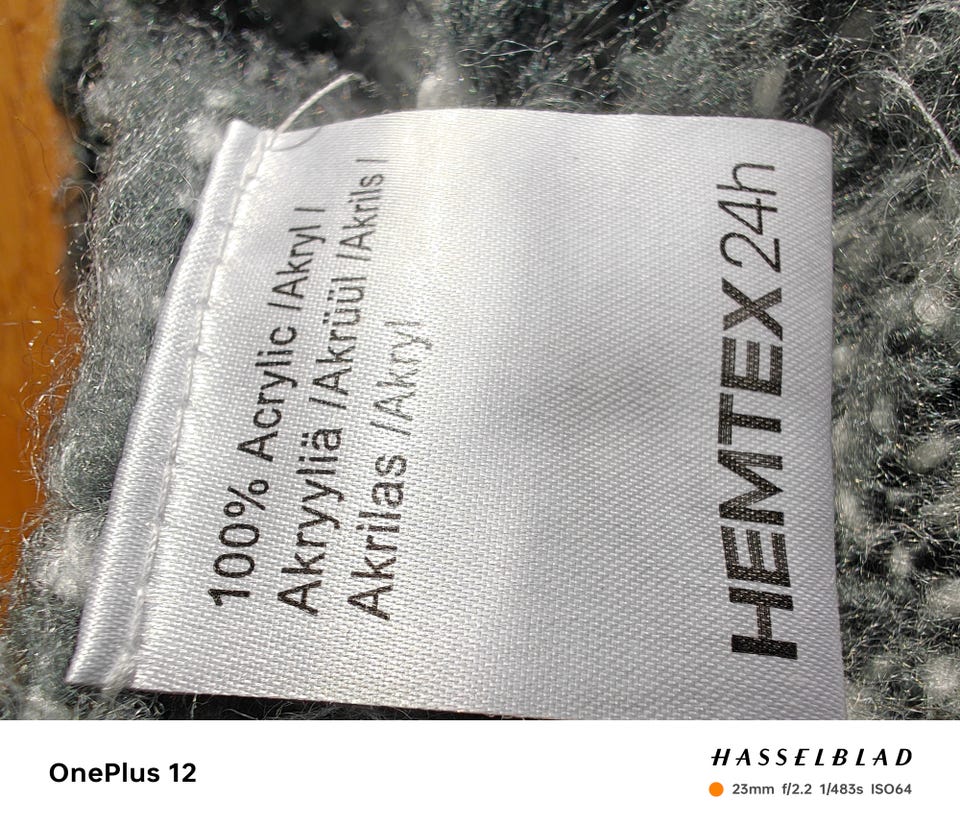 100% Acrylic /Akryl /
Akryyliä /Akrüül /Akrils /
Akrilas /Akryl
HEMTEX 24h
OnePlus 12
HASSELBLAD
23mm f/2.2 1/483s ISO64